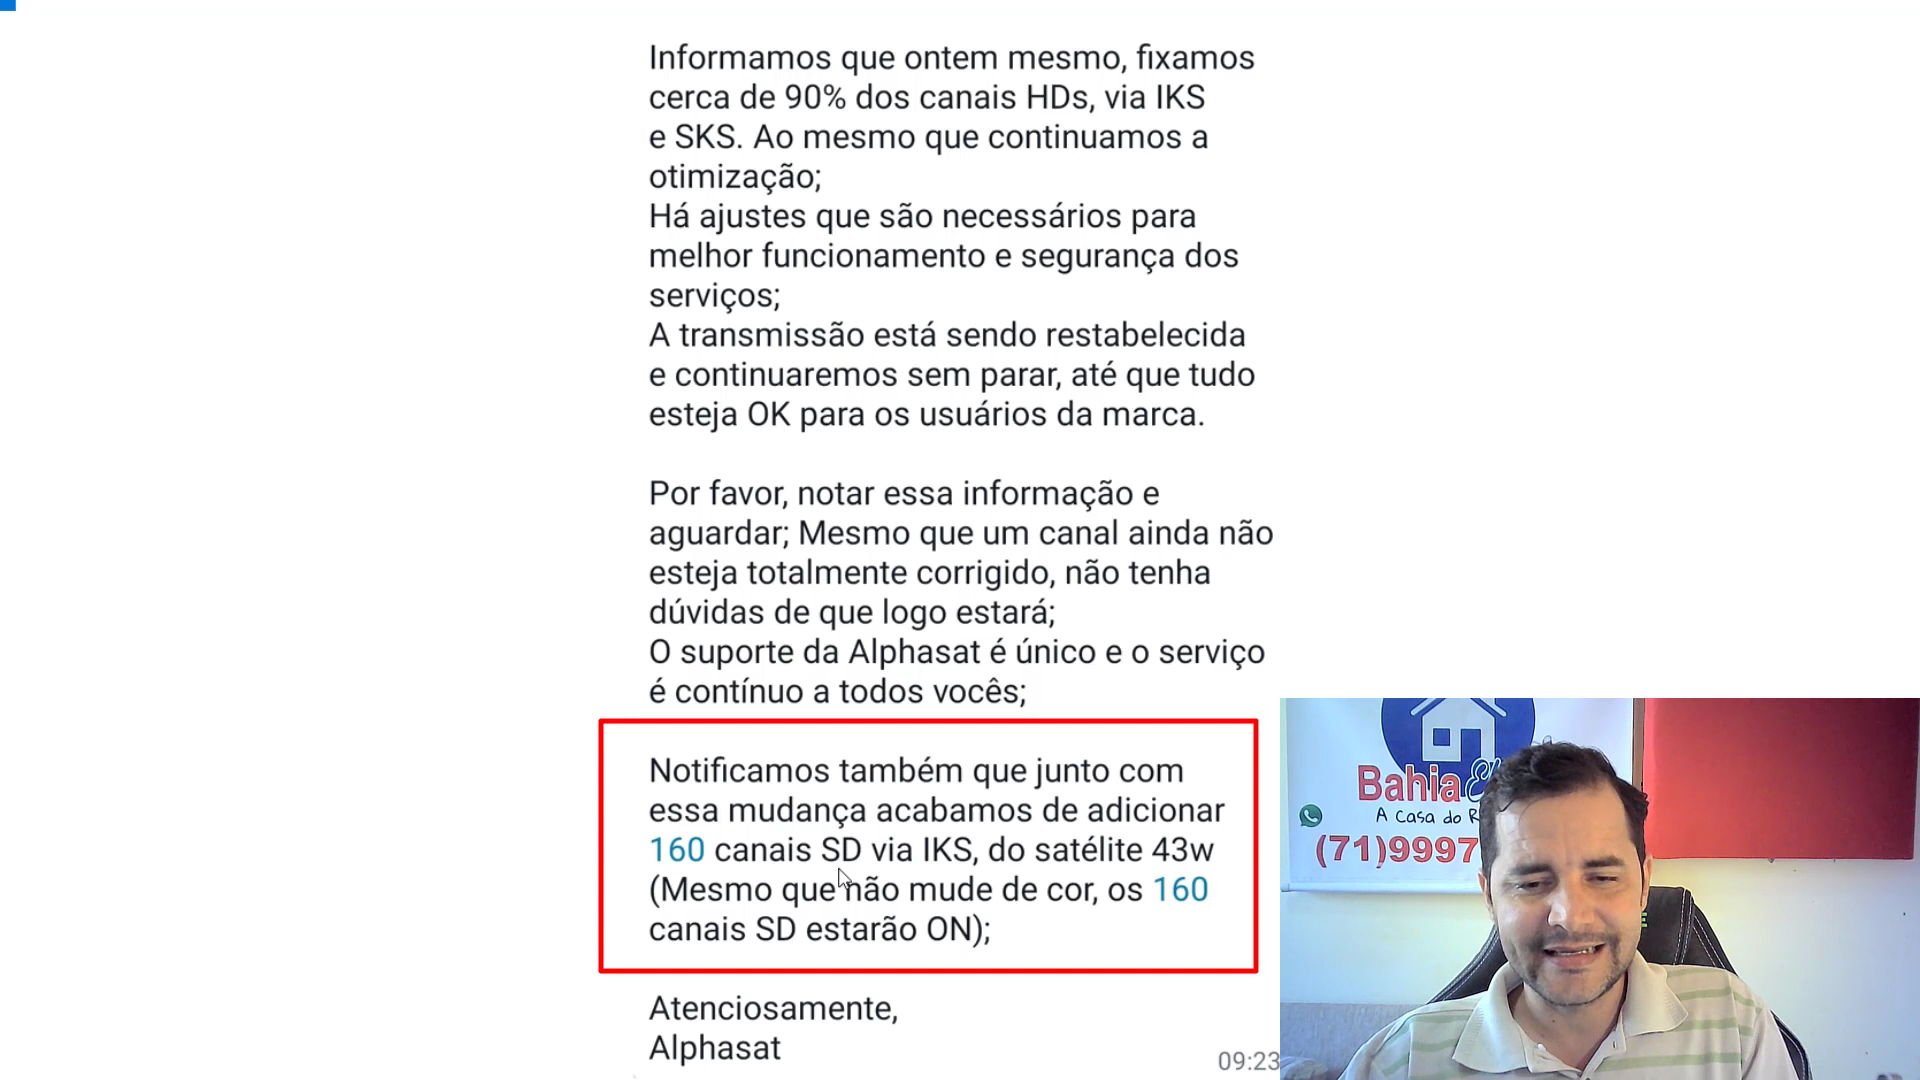 Informamos que ontem mesmo, fixamos
cerca de 90% dos canais HDs, via IKS
e SKS. Ao mesmo que continuamos a
otimização;
Há ajustes que são necessários para
melhor funcionamento e segurança dos
serviços;
A transmissão está sendo restabelecida
e continuaremos sem parar, até que tudo
esteja OK para os usuários da marca.
Por favor, notar essa informação e
aguardar; Mesmo que um canal ainda não
esteja totalmente corrigido, não tenha
dúvidas de que logo estará;
O suporte da Alphasat é único e o serviço
é contínuo a todos vocês;
Notificamos também que junto com
essa mudança acabamos de adicionar
160 canais SD via IKS, do satélite 43w
(Mesmo que não mude de cor, os 160
canais SD estarão ON);
Atenciosamente,
Alphasat
09:23
Bahia
A Casa do
(71)9997